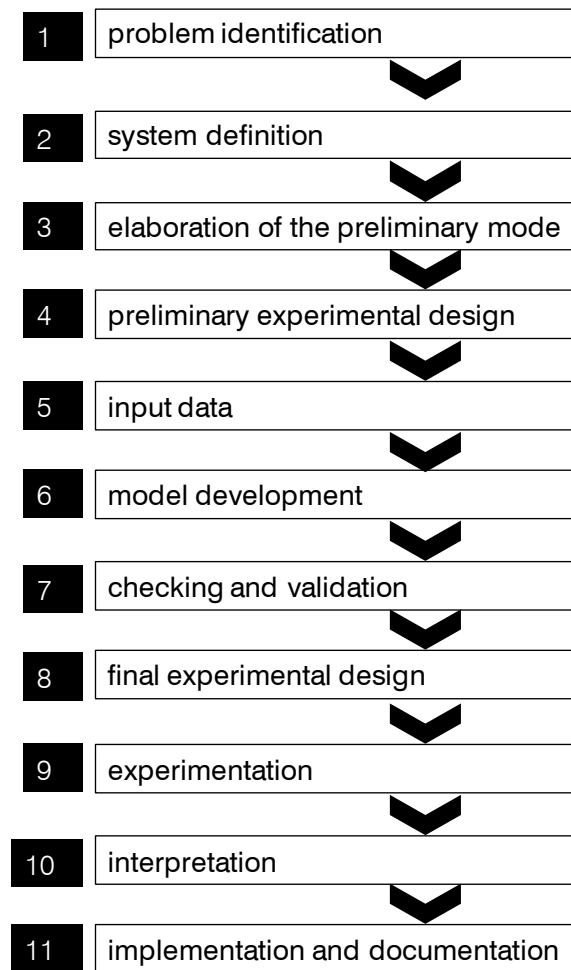 1 problem identification
2 system definition
3 elaboration of the preliminary mode
4 preliminary experimental design
5 input data
6 model development
7 checking and validation
8 final experimental design
9 experimentation
10 interpretation
11 implementation and documentation